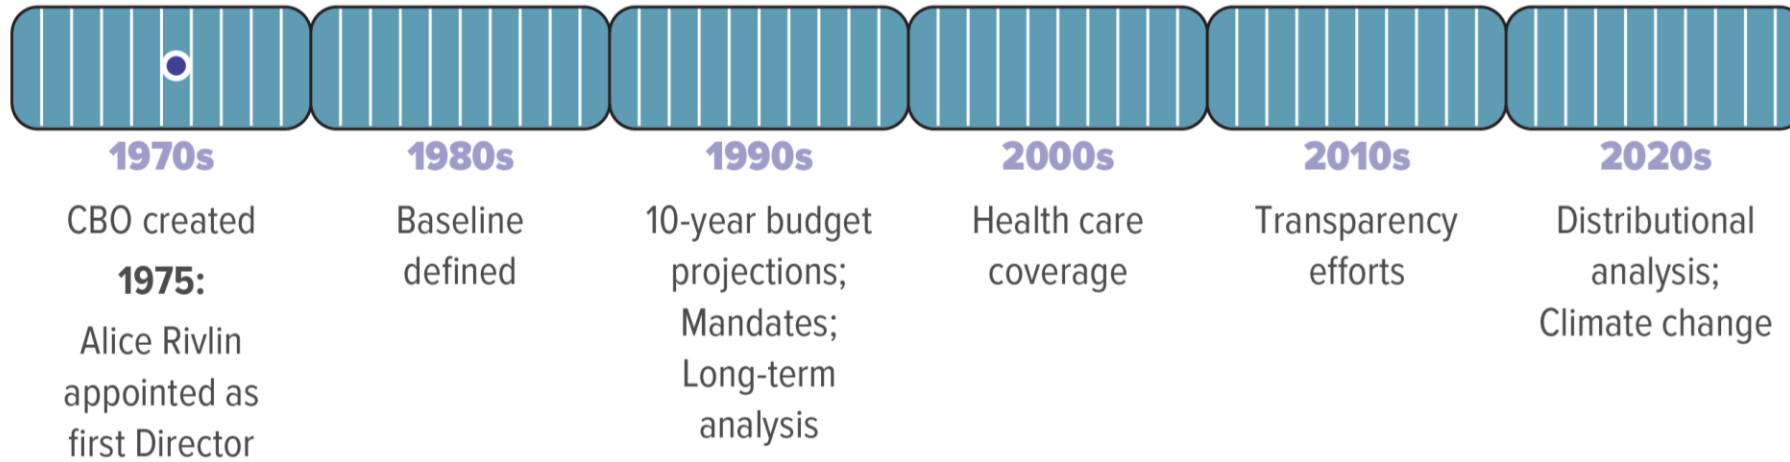 1970s
CBO created
1975:
Alice Rivlin
appointed as
first Director
1980s
Baseline
defined
1990s
10-year budget
projections;
Mandates;
Long-term
analysis
2000s
Health care
coverage
2010s
Transparency
efforts
2020s
Distributional
analysis;
Climate change